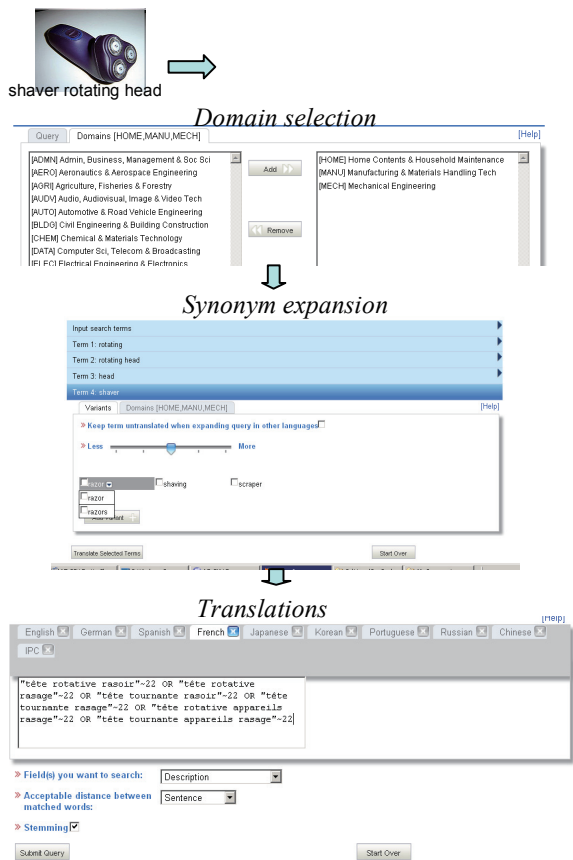 shaver rotating head
Domain selection
Query Domains [HOME,MANU,MECH] [Help]
[ADMN] Admin, Business, Management & Soc Sci
[AERO] Aeronautics & Aerospace Engineering
[AGRI] Agriculture, Fisheries & Forestry
[AUDV] Audio, Audiovisual, Image & Video Tech
[AUTO] Automotive & Road Vehicle Engineering
[BLDG] Civil Engineering & Building Construction
[CHEM] Chemical & Materials Technology
[DATA] Computer Sci, Telecom & Broadcasting
[ELEC] Electrical Engineering & Electronics
Add
Remove
[HOME] Home Contents & Household Maintenance
[MANU] Manufacturing & Materials Handling Tech
[MECH] Mechanical Engineering
Synonym expansion
Input search terms
Term 1: rotating
Term 2: rotating head
Term 3: head
Term 4: shaver
Variants Domains [HOME,MANU,MECH] [Help]
» Keep term untranslated when expanding query in other languages
» Less More
razor shaving scraper
razor
razors
Add Variant
Translate Selected Terms Start Over
Translations
[Help]
English German Spanish French Japanese Korean Portuguese Russian Chinese
IPC
"tête rotative rasoir"~22 OR "tête rotative
rasage"~22 OR "tête tournante rasoir"~22 OR "tête
tournante rasage"~22 OR "tête rotative appareils
rasage"~22 OR "tête tournante appareils rasage"~22
» Field(s) you want to search: Description
» Acceptable distance between Sentence
matched words:
» Stemming
Submit Query Start Over